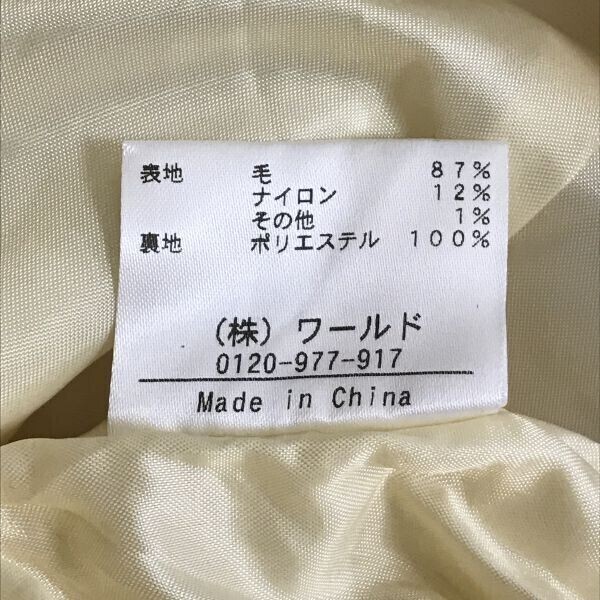 表地 毛 87%
ナイロン 12%
その他 1%
裏地 ポリエステル 100%
(株) ワールド
0120-977-917
Made in China